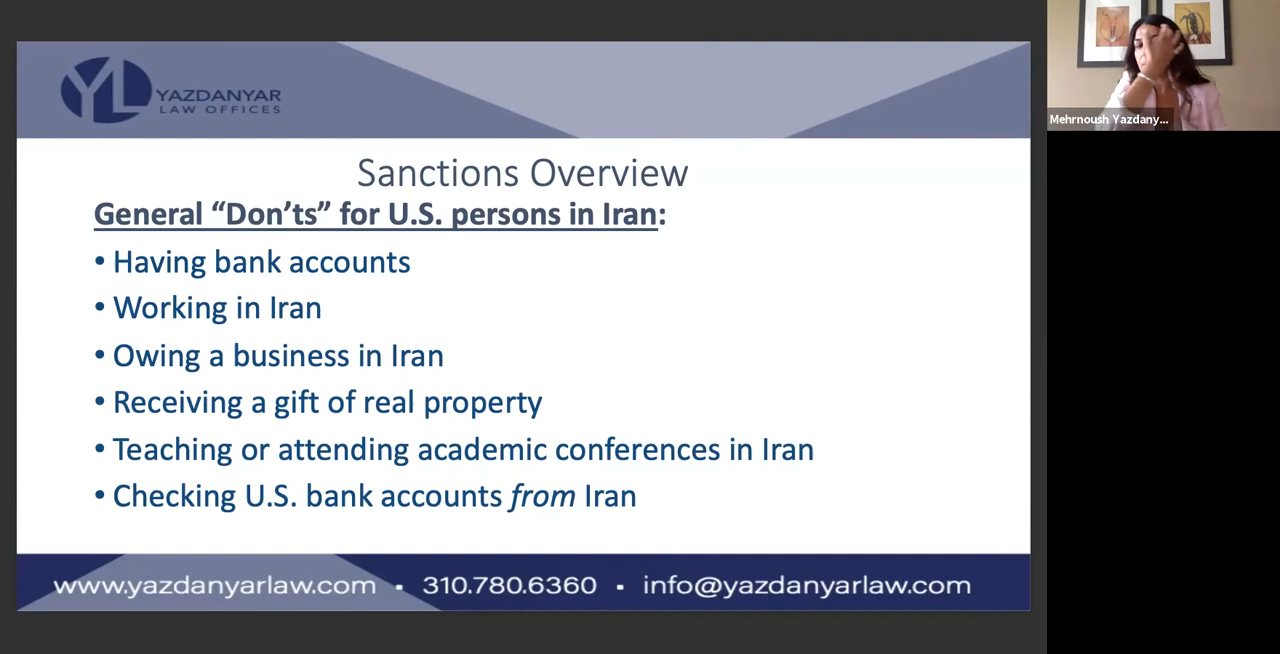 YL YAZDANYAR
LAW OFFICES
Mehrnoush Yazdany...
Sanctions Overview
General “Don’ts” for U.S. persons in Iran:
• Having bank accounts
• Working in Iran
• Owing a business in Iran
• Receiving a gift of real property
• Teaching or attending academic conferences in Iran
• Checking U.S. bank accounts from Iran
www.yazdanyarlaw.com ▪ 310.780.6360 ▪ info@yazdanyarlaw.com